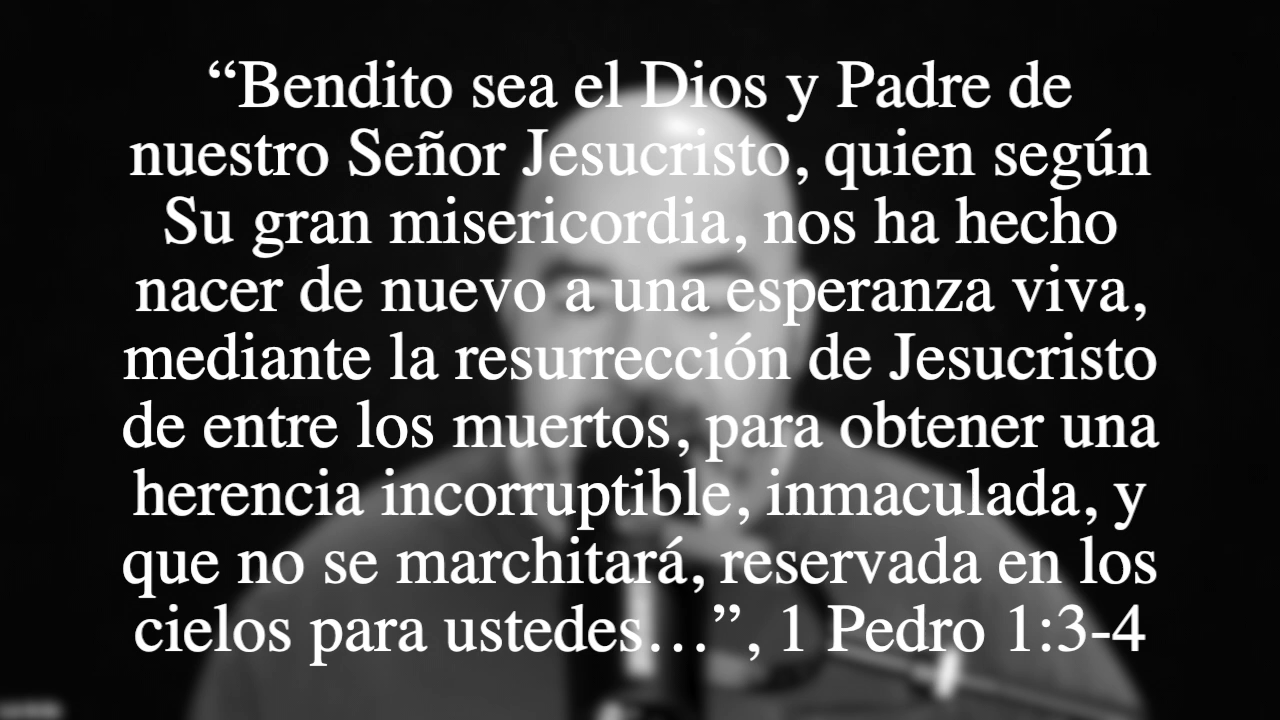 “Bendito sea el Dios y Padre de
nuestro Señor Jesucristo, quien según
Su gran misericordia, nos ha hecho
nacer de nuevo a una esperanza viva,
mediante la resurrección de Jesucristo
de entre los muertos, para obtener una
herencia incorruptible, inmaculada, y
que no se marchitará, reservada en los
cielos para ustedes…”, 1 Pedro 1:3-4